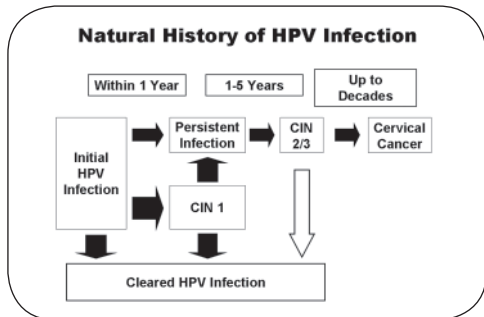 Natural History of HPV Infection
Within 1 Year
1-5 Years
Up to
Decades
Initial
HPV
Infection
Persistent
Infection
CIN
2/3
Cervical
Cancer
CIN 1
Cleared HPV Infection